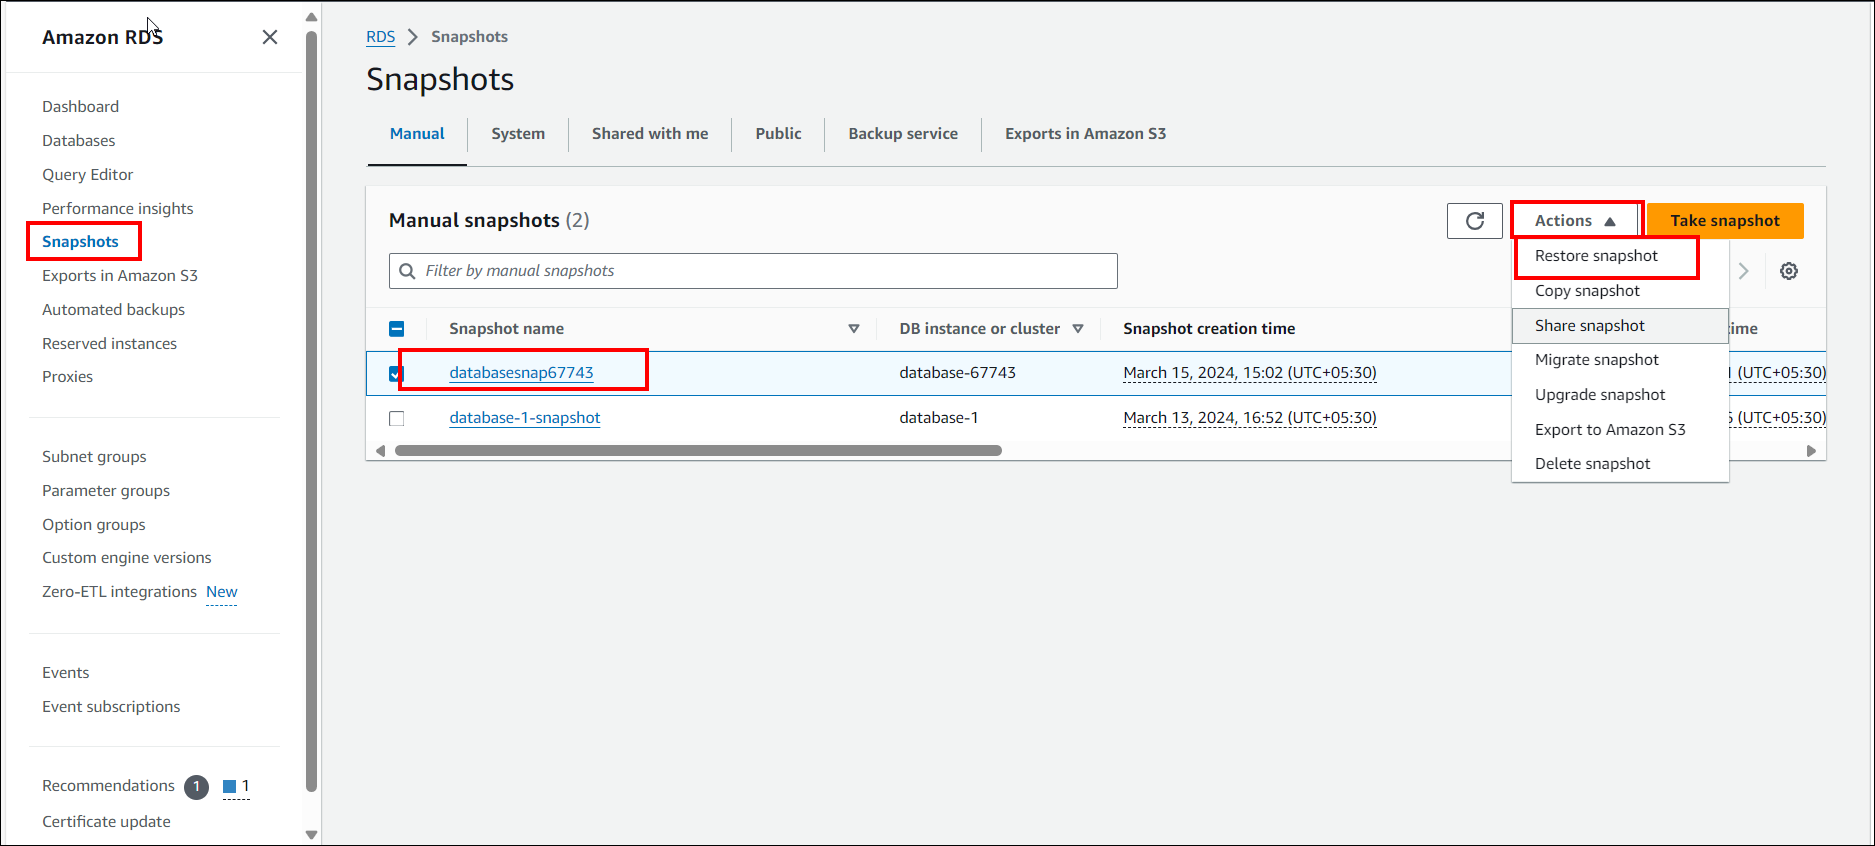 Amazon RDS
Dashboard
Databases
Query Editor
Performance insights
Snapshots
Exports in Amazon S3
Automated backups
Reserved instances
Proxies
Subnet groups
Parameter groups
Option groups
Custom engine versions
Zero-ETL integrations New
Events
Event subscriptions
Recommendations 1 1
Certificate update
RDS > Snapshots
Snapshots
Manual System Shared with me Public Backup service Exports in Amazon S3
Manual snapshots (2)
Actions Take snapshot
Filter by manual snapshots
Restore snapshot
Copy snapshot
Share snapshot
Migrate snapshot
Upgrade snapshot
Export to Amazon S3
Delete snapshot
Snapshot name DB instance or cluster Snapshot creation time
databasesnap67743 database-67743 March 15, 2024, 15:02 (UTC+05:30) (UTC+05:30)
database-1-snapshot database-1 March 13, 2024, 16:52 (UTC+05:30) (UTC+05:30)